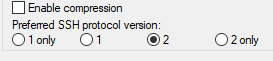 Enable compression
Preferred SSH protocol version:
1 only 1 2 2 only